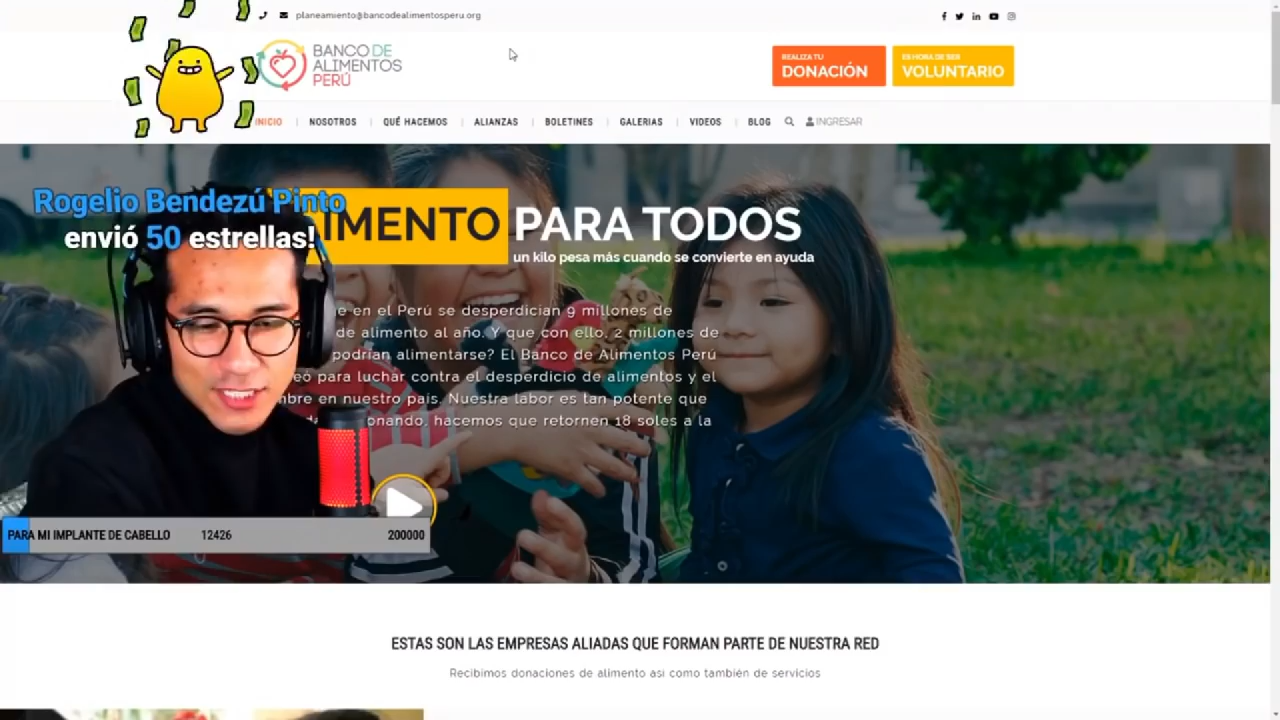 planeamiento@bancodealimentosperu.org
BANCO DE
ALIMENTOS
PERÚ
REALIZA TU
DONACIÓN
ES HORA DE SER
VOLUNTARIO
INICIO
NOSOTROS
QUÉ HACEMOS
ALIANZAS
BOLETINES
GALERIAS
VIDEOS
BLOG
INGRESAR
Rogelio Bendezú Pinto
envió 50 estrellas!
IMENTO PARA TODOS
un kilo pesa más cuando se convierte en ayuda
e en el Perú se desperdician 9 millones de
de alimento al año. Y que con ello, 2 millones de
podrían alimentarse? El Banco de Alimentos Perú
eó para luchar contra el desperdicio de alimentos y el
bre en nuestro país. Nuestra labor es tan potente que
onando, hacemos que retornen 18 soles a la
PARA MI IMPLANTE DE CABELLO 12426 200000
ESTAS SON LAS EMPRESAS ALIADAS QUE FORMAN PARTE DE NUESTRA RED
Recibimos donaciones de alimento asi como también de servicios